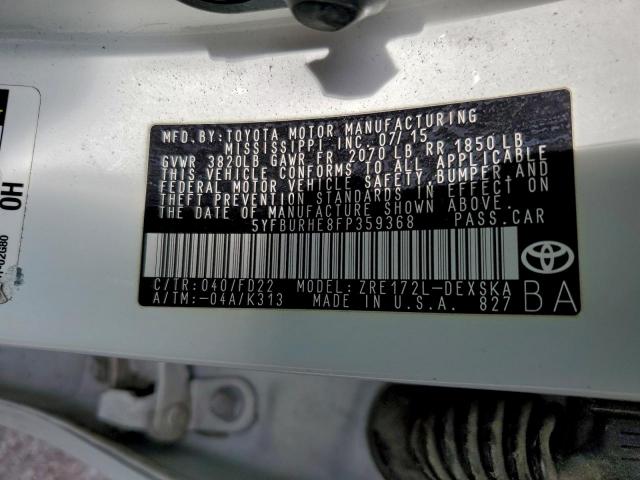 MFD. BY: TOYOTA MOTOR MANUFACTURING
MISSISSIPPI INC. 07/15
GVWR 3820LB GAWR FR 2070 LB RR 1850 LB
THIS VEHICLE CONFORMS TO ALL APPLICABLE
FEDERAL MOTOR VEHICLE SAFETY BUMPER, AND
THEFT PREVENTION STANDARDS IN EFFECT ON
THE DATE OF MANUFACTURE SHOWN ABOVE.
5YFBURHE8FP359368 PASS. CAR
C/TR: 040/FD22 MODEL: ZRE172L-DEXSKA
A/TM: -04A/K313 MADE IN U.S.A. 827
BA
OH